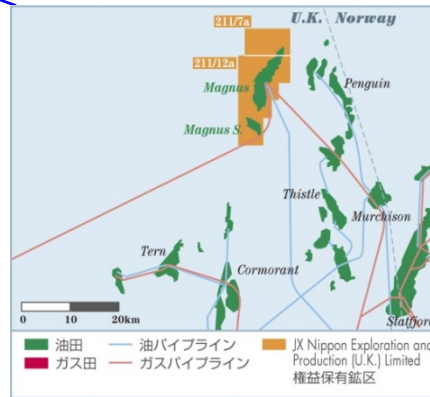 211/7a
U.K. Norway
211/12a
Magnus
Penguin
Magnus S.
Thistle
Murchison
Tern
Cormorant
Statfjord
0 10 20km
油田
油パイプライン
JX Nippon Exploration and
Production (U.K.) Limited
ガス田
ガスパイプライン
権益保有鉱区